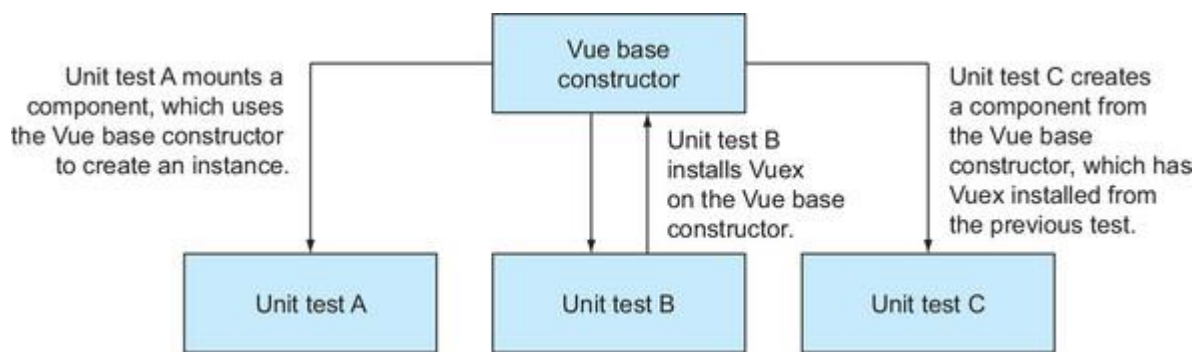 Vue base
constructor
Unit test A mounts a
component, which uses
the Vue base constructor
to create an instance.
Unit test B
installs Vuex
on the Vue base
constructor.
Unit test C creates
a component from
the Vue base
constructor, which has
Vuex installed from
the previous test.
Unit test A
Unit test B
Unit test C